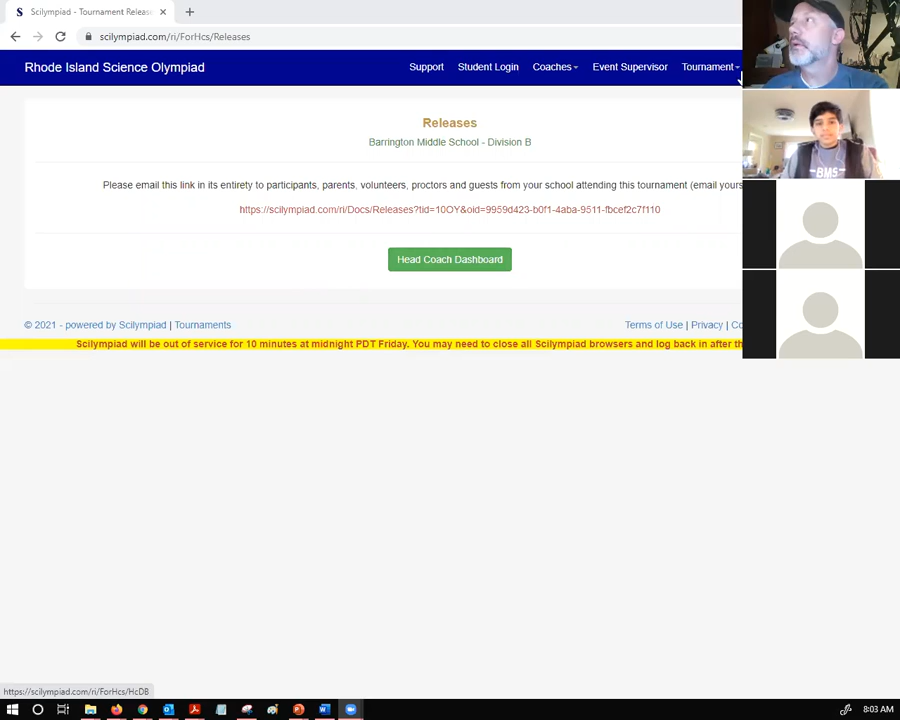 S Scilympiad - Tournament Release × +
scilympiad.com/ri/ForHcs/Releases
Rhode Island Science Olympiad Support Student Login Coaches Event Supervisor Tournament
Releases
Barrington Middle School - Division B
Please email this link in its entirety to participants, parents, volunteers, proctors and guests from your school attending this tournament (email yours
https://scilympiad.com/ri/Docs/Releases?tid=10OY&oid=9959d423-b0f1-4aba-9511-fbcef2c7f110
Head Coach Dashboard
© 2021 - powered by Scilympiad | Tournaments Terms of Use | Privacy | Co
Scilympiad will be out of service for 10 minutes at midnight PDT Friday. You may need to close all Scilympiad browsers and log back in after th
BMS
https://scilympiad.com/ri/ForHcs/HcDB
8:03 AM